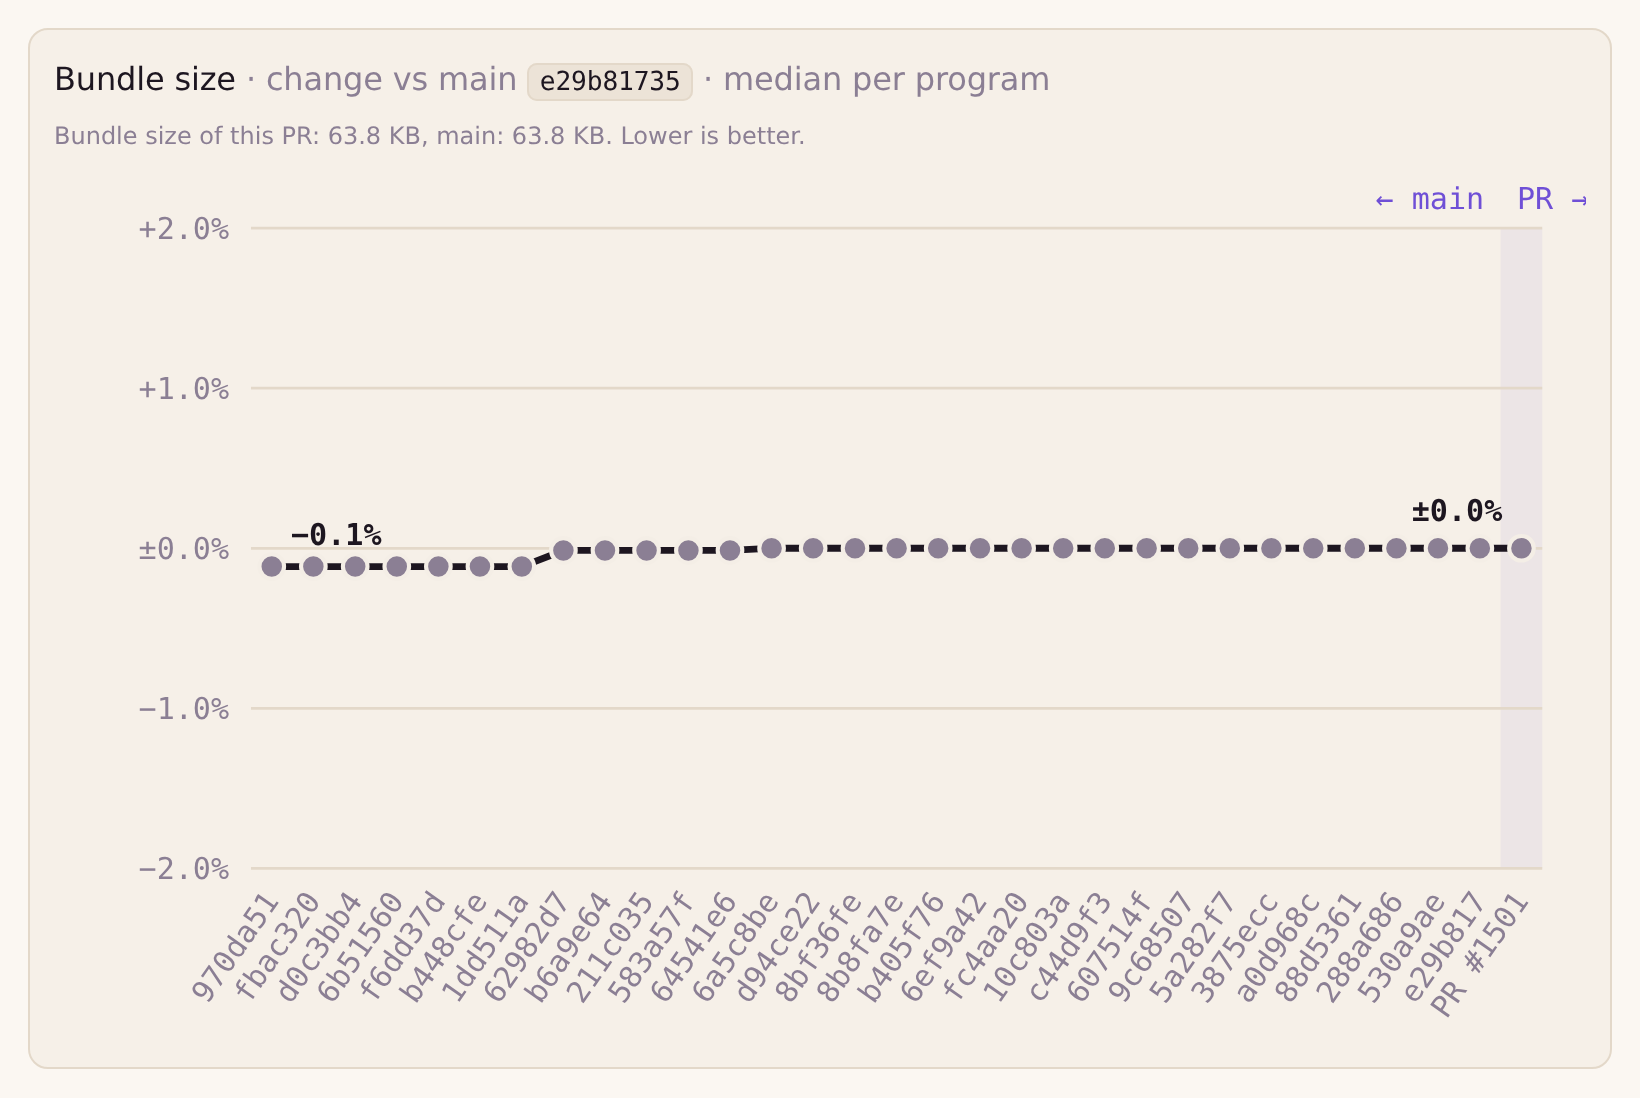 Bundle size · change vs main e29b81735 · median per program
Bundle size of this PR: 63.8 KB, main: 63.8 KB. Lower is better.
← main PR →
+2.0%
+1.0%
±0.0%
−1.0%
−2.0%
−0.1%
±0.0%
970da51
fbac320
d0c3bb4
6b51560
f6dd37d
b448cfe
1dd511a
62982d7
b6a9e64
211c035
583a57f
64541e6
6a5c8be
d94ce22
8bf36fe
8b8fa7e
b405f76
6ef9a42
fc4aa20
10c803a
c44d9f3
607514f
9c68507
5a282f7
3875ecc
a0d968c
88d5361
288a686
530a9ae
e29b817
PR #1501